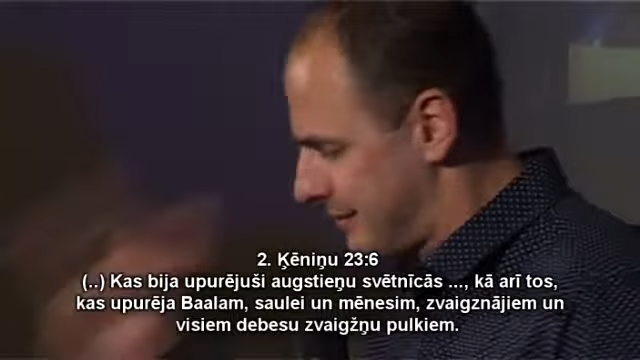 2. Ķēniņu 23:6
(..) Kas bija upurējuši augstieņu svētnīcās ..., kā arī tos,
kas upurēja Baalam, saulei un mēnesim, zvaigznājiem un
visiem debesu zvaigžņu pulkiem.